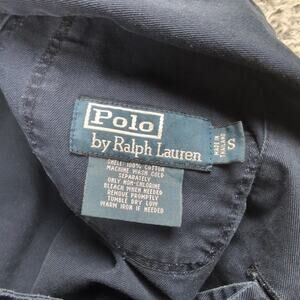 Polo
by Ralph Lauren
S
MADE IN
THAILAND
SHELL: 100% COTTON
MACHINE WASH COLD
SEPARATELY
ONLY NON-CHLORINE
BLEACH WHEN NEEDED
REMOVE PROMPTLY
TUMBLE DRY LOW
WARM IRON IF NEEDED